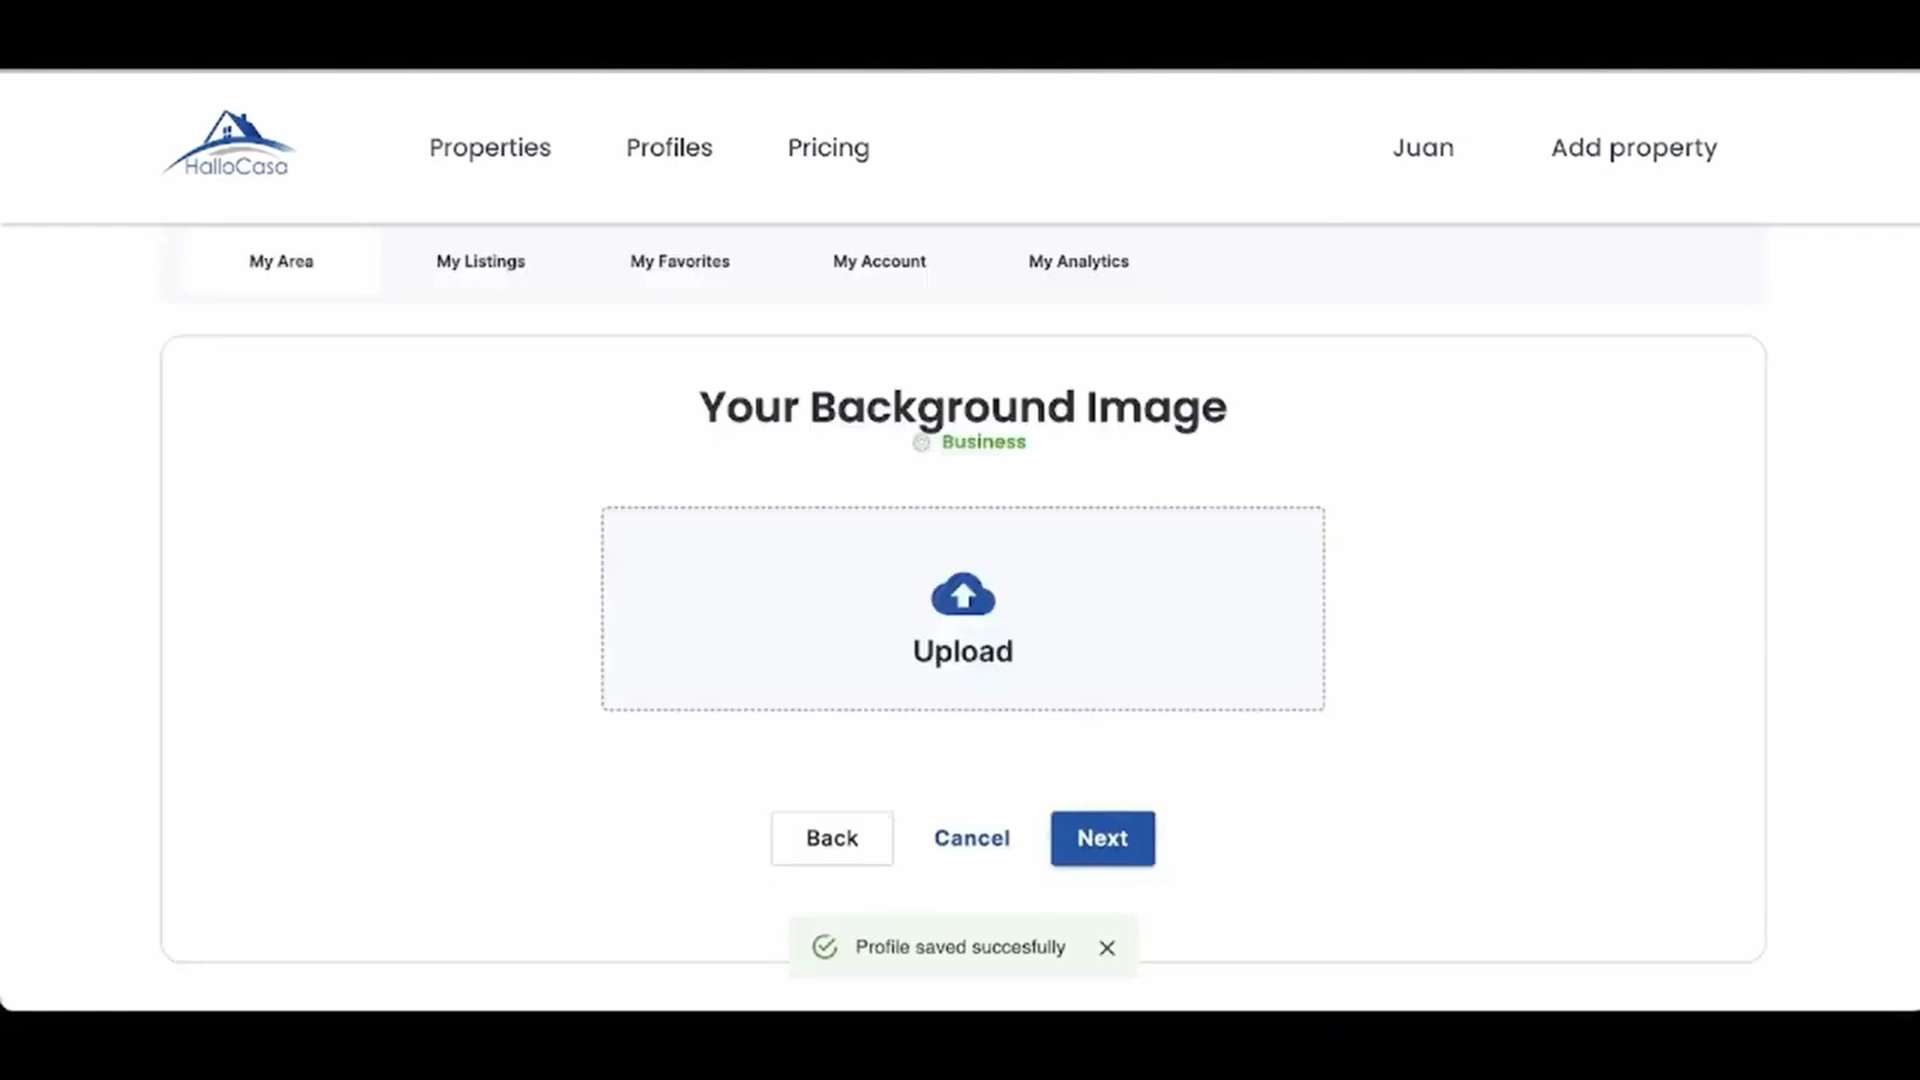 HalloCasa
Properties
Profiles
Pricing
Juan
Add property
My Area
My Listings
My Favorites
My Account
My Analytics
Your Background Image
Business
Upload
Back
Cancel
Next
Profile saved succesfully